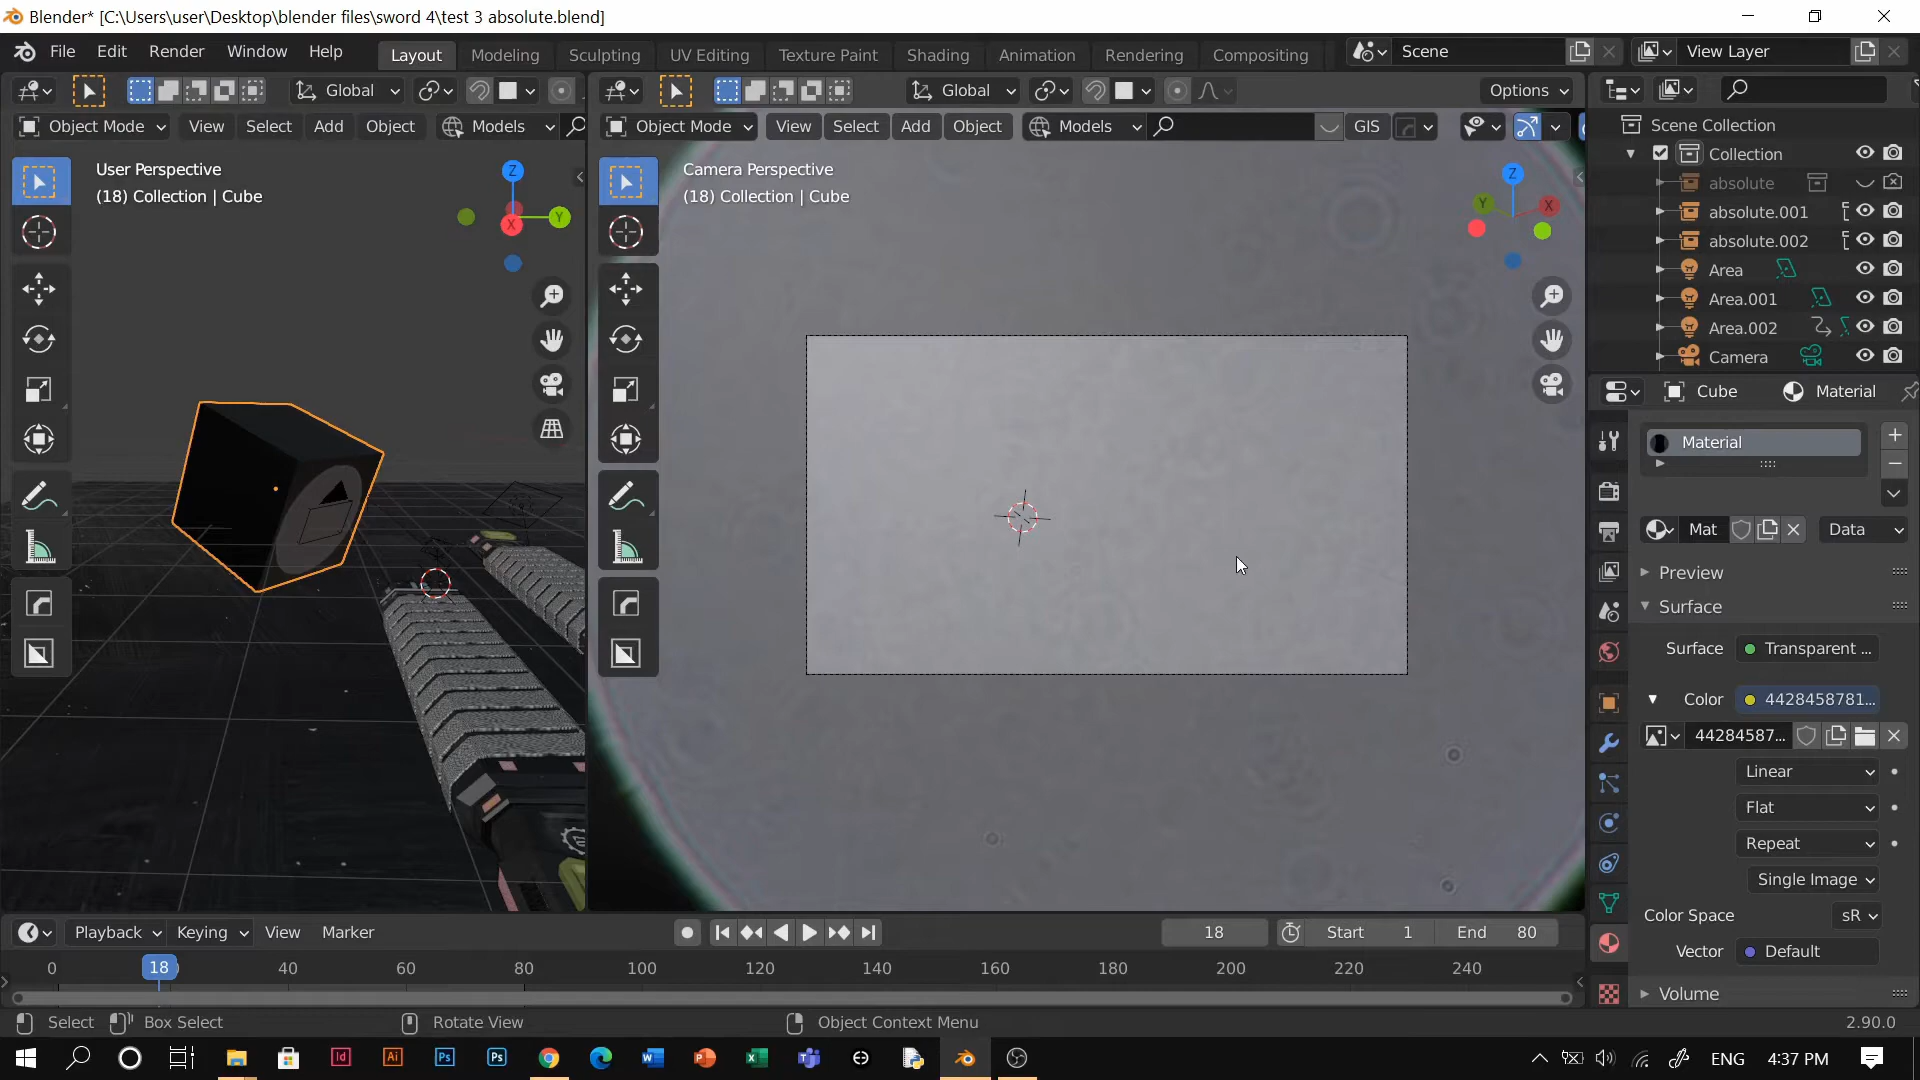 Blender* [C:\Users\user\Desktop\blender files\sword 4\test 3 absolute.blend]
File Edit Render Window Help Layout Modeling Sculpting UV Editing Texture Paint Shading Animation Rendering Compositing Scene View Layer
Global Global Options
Object Mode View Select Add Object Models Object Mode View Select Add Object Models GIS
Scene Collection
Collection
absolute
absolute.001
absolute.002
Area
Area.001
Area.002
Camera
User Perspective
(18) Collection | Cube
Z
X
Y
Camera Perspective
(18) Collection | Cube
Z
Y
X
Cube Material
Material
Mat Data
Preview
Surface
Surface Transparent ...
Color 4428458781...
44284587...
Linear
Flat
Repeat
Single Image
Color Space sR
Vector Default
Volume
Playback Keying View Marker 18 Start 1 End 80
0 18 40 60 80 100 120 140 160 180 200 220 240
Select Box Select Rotate View Object Context Menu 2.90.0
Id Ai Ps Ps ENG 4:37 PM